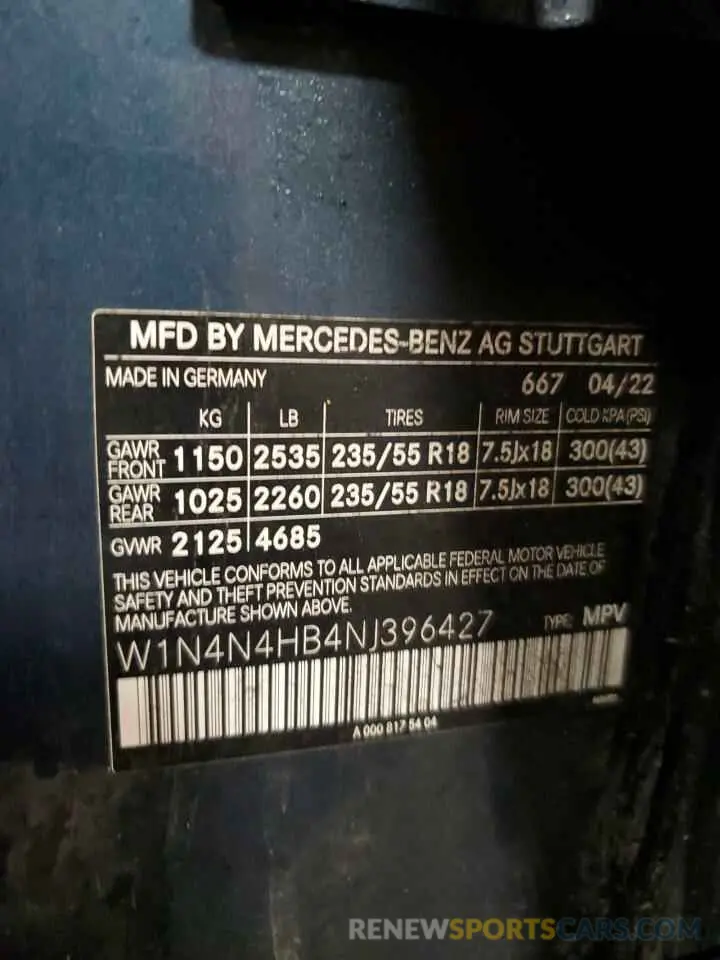 MFD BY MERCEDES-BENZ AG STUTTGART
MADE IN GERMANY 667 04/22
KG LB TIRES RIM SIZE COLD KPA(PSI)
GAWR FRONT 1150 2535 235/55 R18 7.5Jx18 300(43)
GAWR REAR 1025 2260 235/55 R18 7.5Jx18 300(43)
GVWR 2125 4685
THIS VEHICLE CONFORMS TO ALL APPLICABLE FEDERAL MOTOR VEHICLE
SAFETY AND THEFT PREVENTION STANDARDS IN EFFECT ON THE DATE OF
MANUFACTURE SHOWN ABOVE.
W1N4N4HB4NJ396427 TYPE: MPV
A 000 817 54 04
RENEWSPORTSCARS.COM